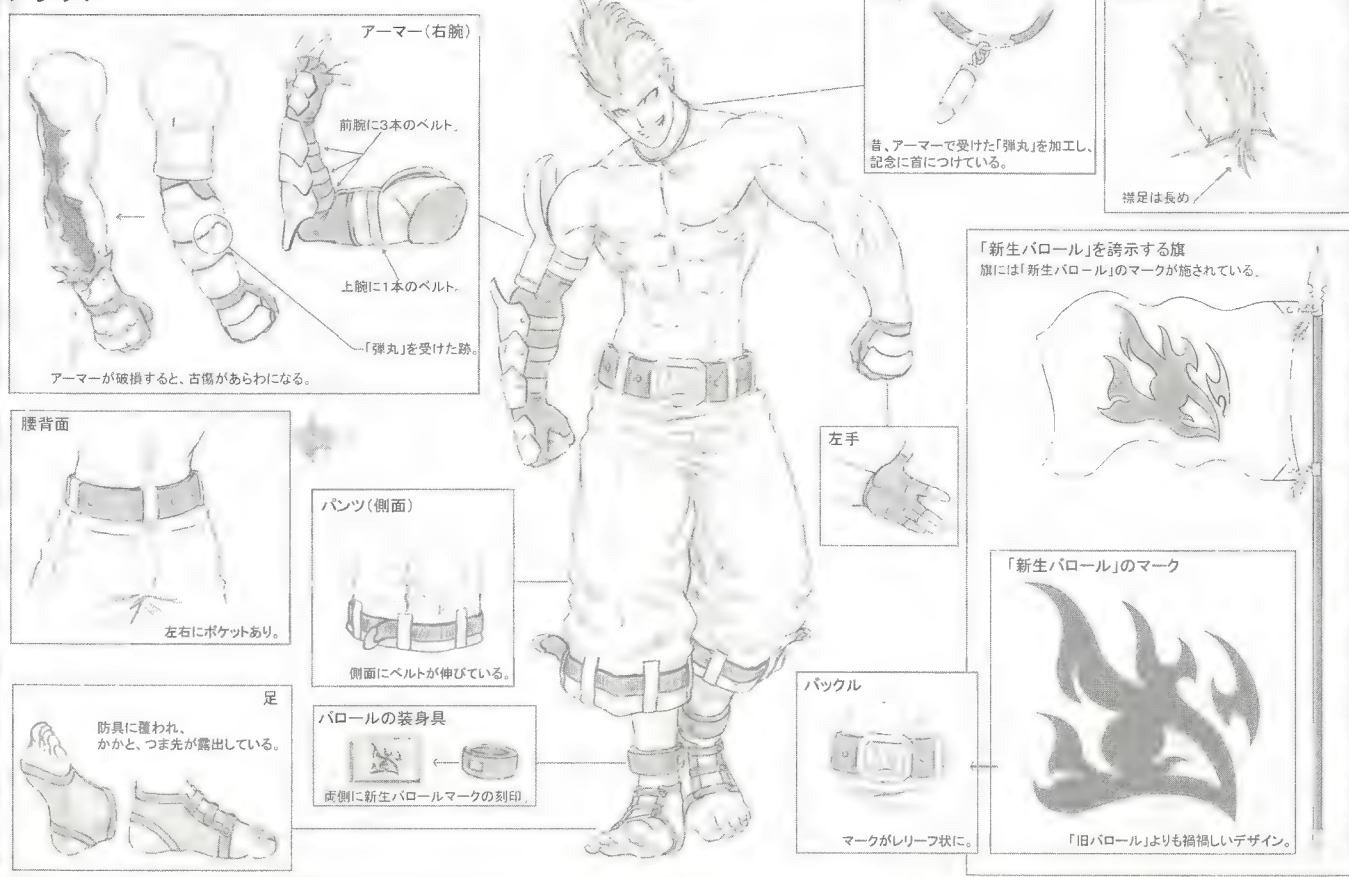 アーマー(右腕)
前腕に3本のベルト。
上腕に1本のベルト。
「弾丸」を受けた跡。
アーマーが破損すると、古傷があらわになる。
昔、アーマーで受けた「弾丸」を加工し、
記念に首につけている。
襟足は長め
「新生バロール」を誇示する旗
旗には「新生バロール」のマークが施されている。
腰背面
左右にポケットあり。
パンツ(側面)
側面にベルトが伸びている。
左手
「新生バロール」のマーク
「旧バロール」よりも禍禍しいデザイン。
足
防具に覆われ、
かかと、つま先が露出している。
バロールの装身具
両側に新生バロールマークの刻印。
バックル
マークがレリーフ状に。